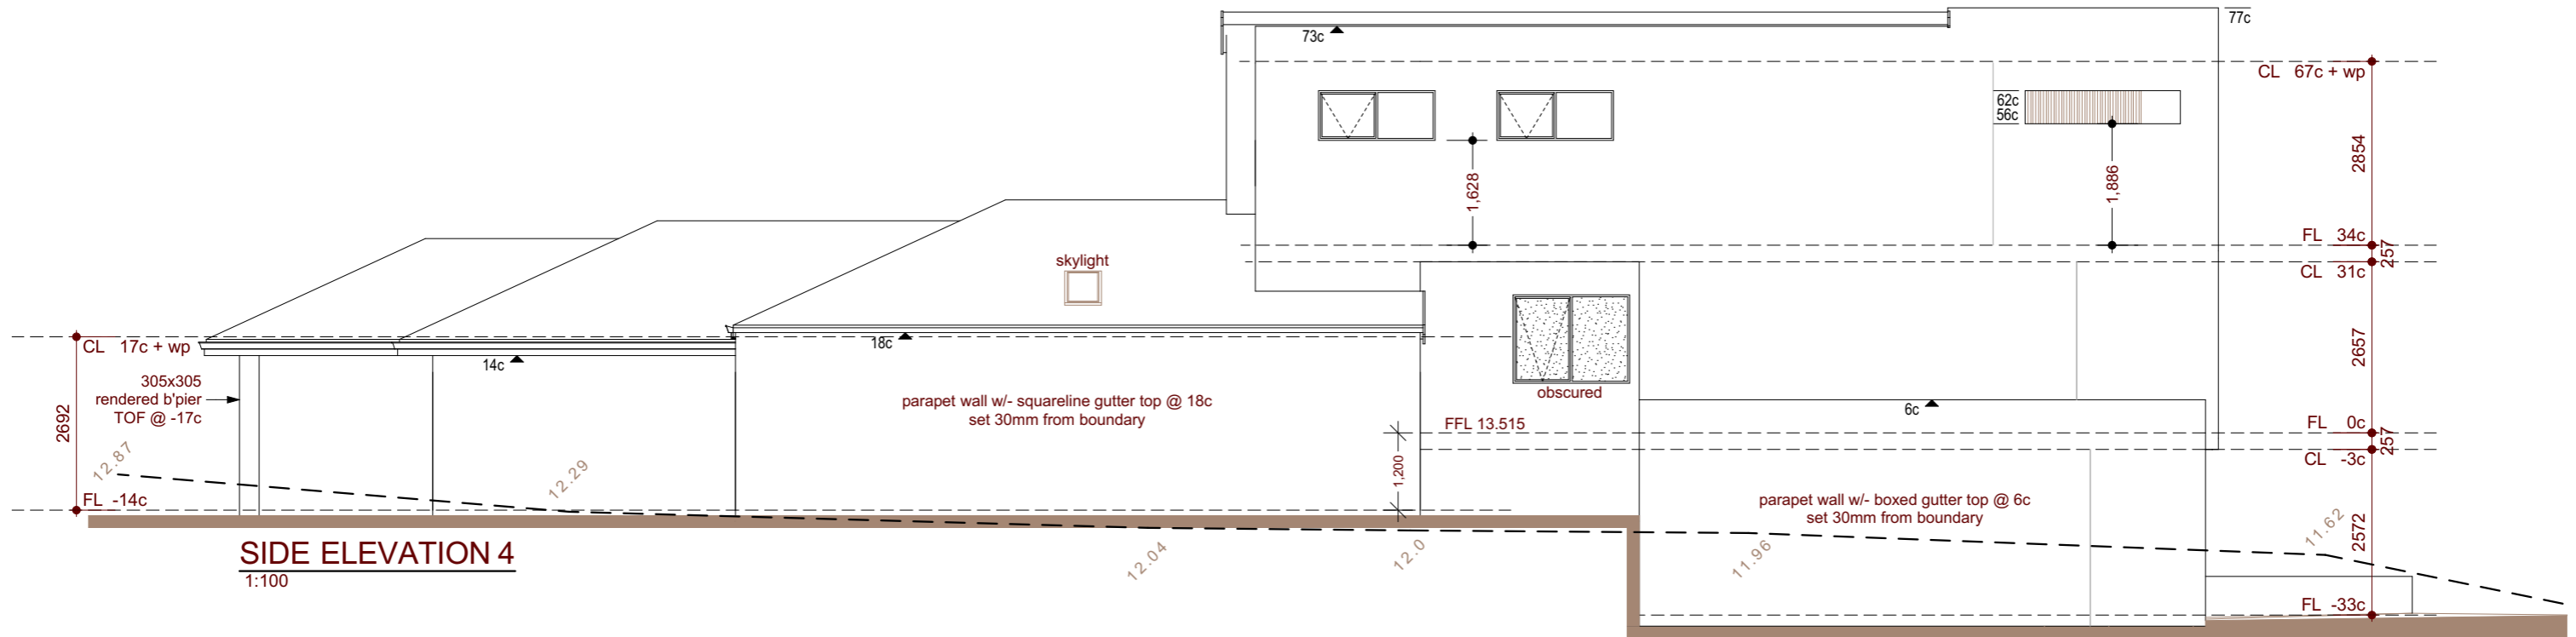 77c
73c
CL 67c + wp
62c
56c
2854
1,886
1,628
FL 34c
257
CL 31c
skylight
2657
CL 17c + wp
18c
14c
2692
305x305
rendered b'pier
TOF @ -17c
obscured
parapet wall w/- squareline gutter top @ 18c
set 30mm from boundary
6c
FFL 13.515
FL 0c
257
CL -3c
1,200
12.87
12.29
FL -14c
parapet wall w/- boxed gutter top @ 6c
set 30mm from boundary
2572
11.62
12.04
12.0
11.96
FL -33c
SIDE ELEVATION 4
1:100